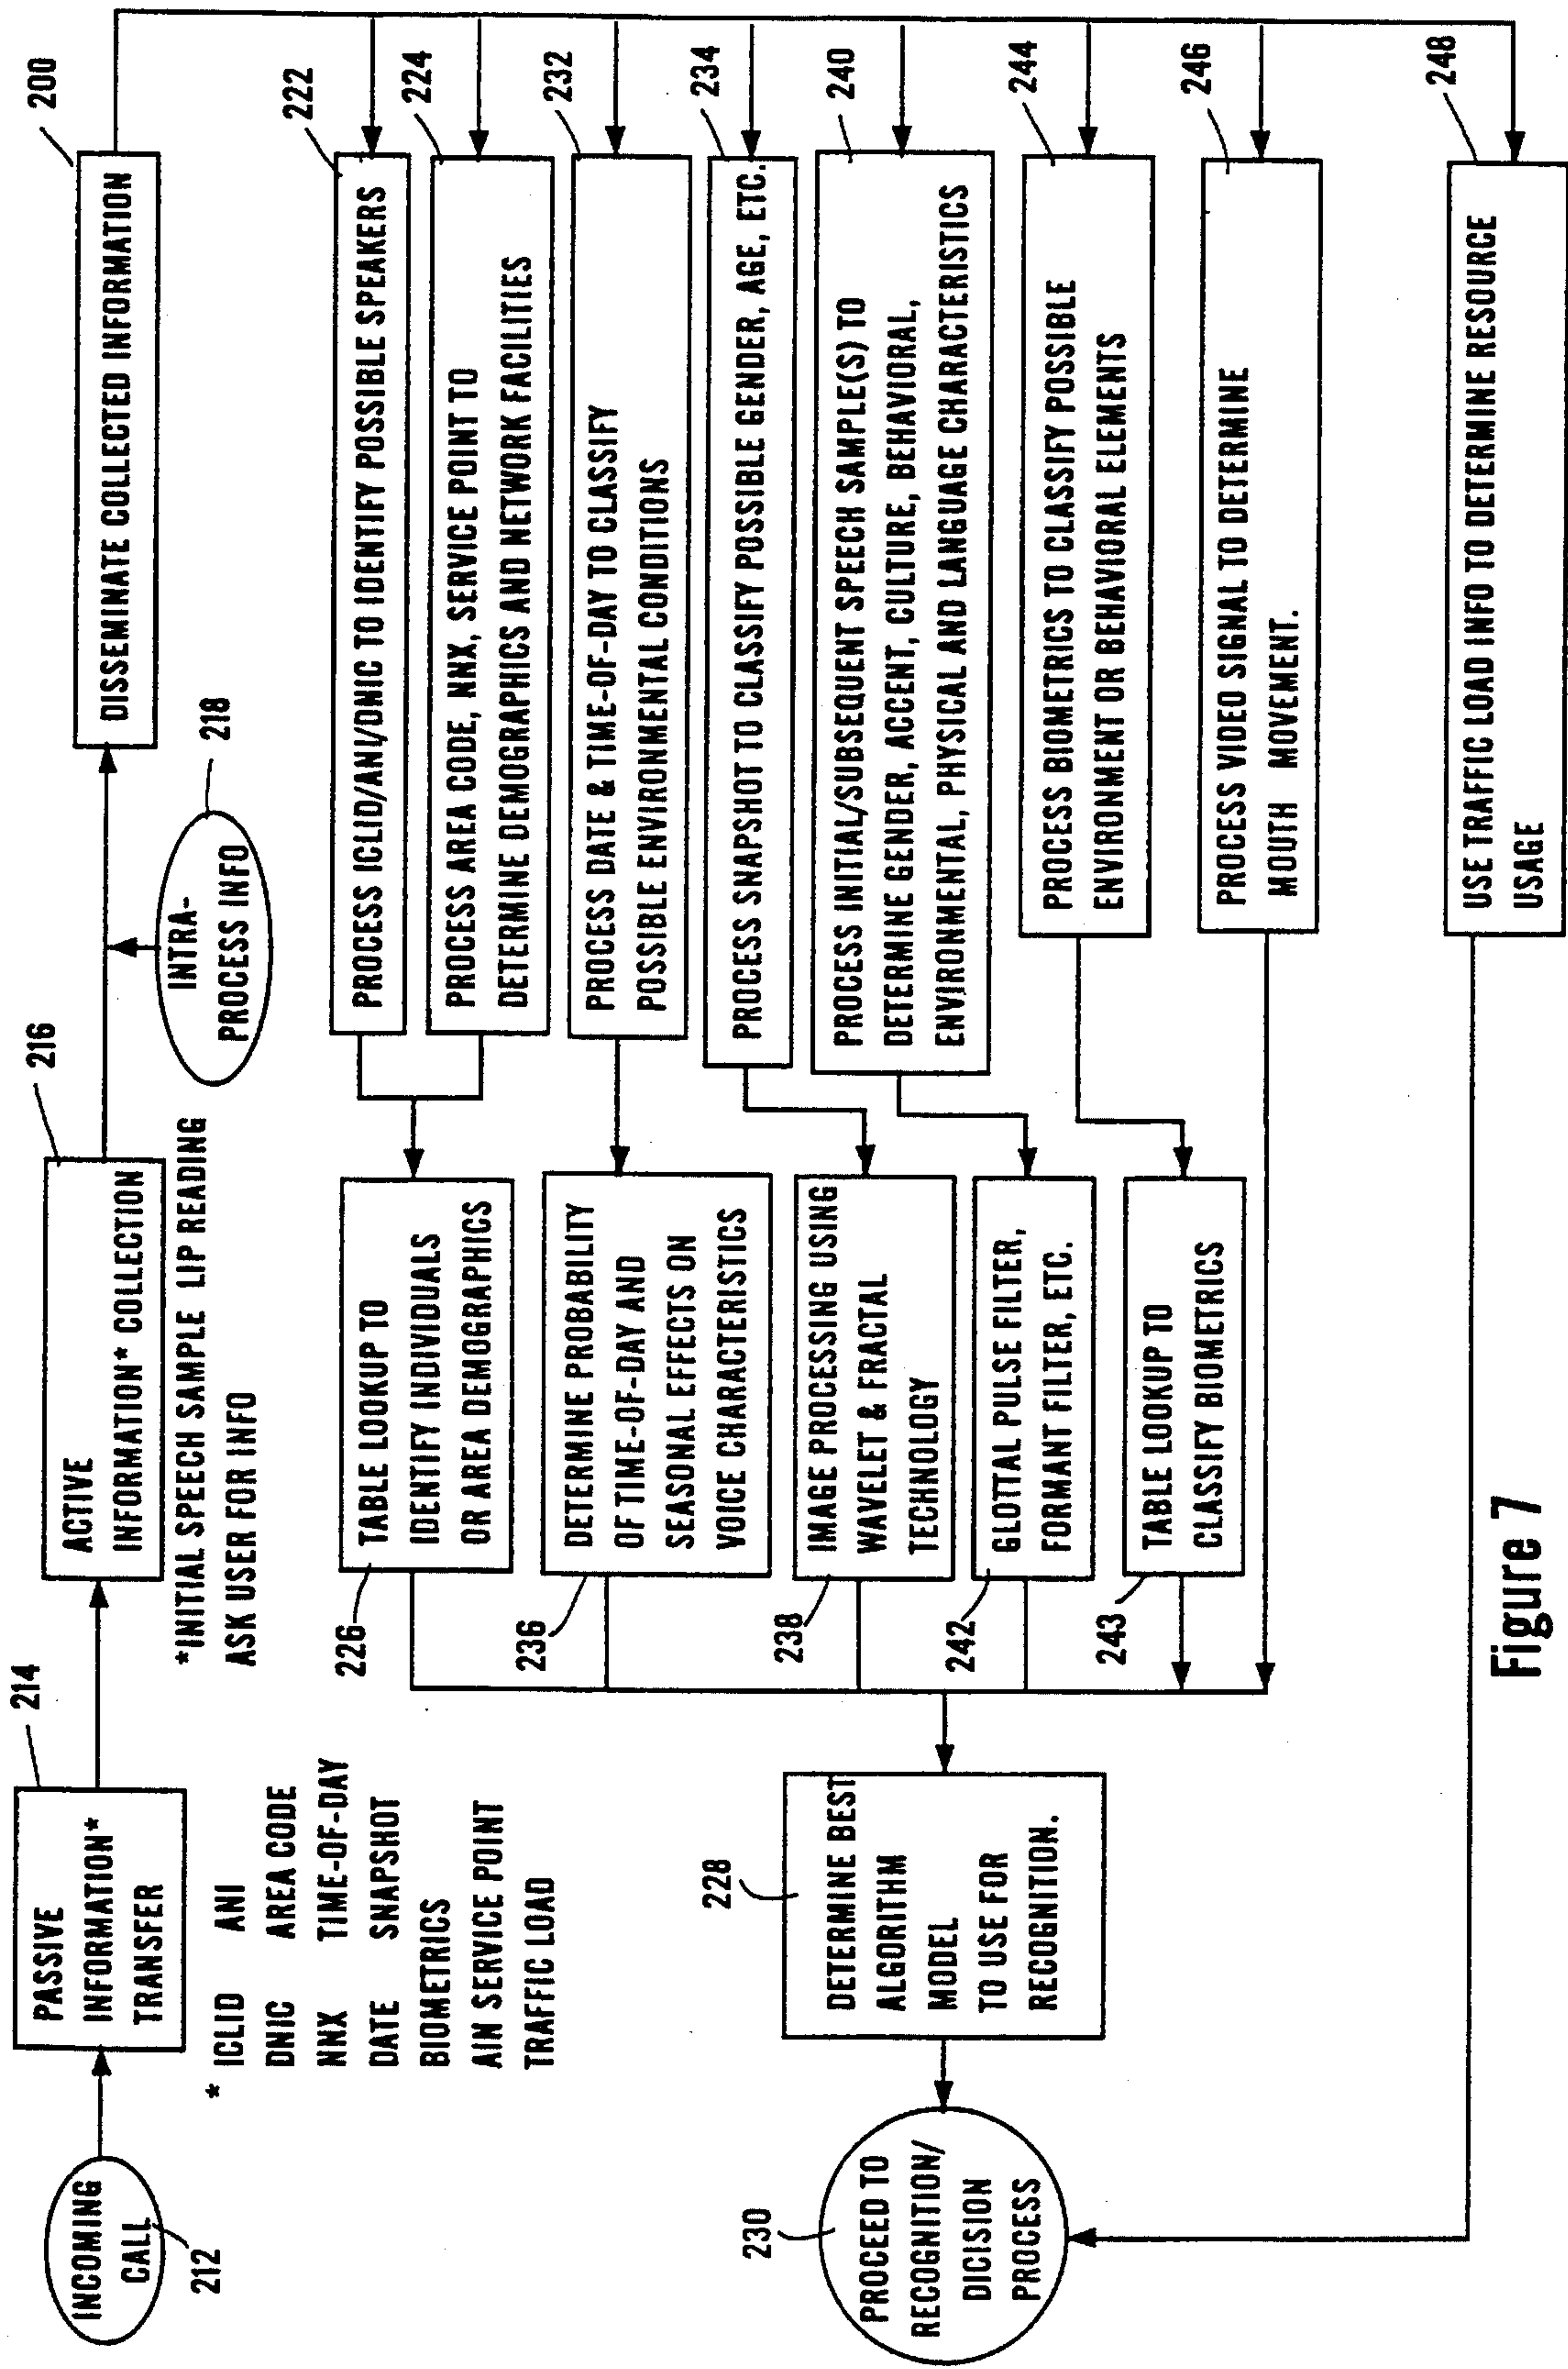 INCOMING
CALL
212
PASSIVE
INFORMATION*
TRANSFER
214
* ICLID ANI
DNIC AREA CODE
NNX TIME-OF-DAY
DATE SNAPSHOT
BIOMETRICS
AIN SERVICE POINT
TRAFFIC LOAD
ACTIVE
INFORMATION* COLLECTION
216
*INITIAL SPEECH SAMPLE LIP READING
ASK USER FOR INFO
INTRA-
PROCESS INFO
218
DISSEMINATE COLLECTED INFORMATION
200
PROCESS ICLID/ANI/DNIC TO IDENTIFY POSSIBLE SPEAKERS
222
PROCESS AREA CODE, NNX, SERVICE POINT TO
DETERMINE DEMOGRAPHICS AND NETWORK FACILITIES
224
PROCESS DATE & TIME-OF-DAY TO CLASSIFY
POSSIBLE ENVIRONMENTAL CONDITIONS
232
PROCESS SNAPSHOT TO CLASSIFY POSSIBLE GENDER, AGE, ETC.
234
PROCESS INITIAL/SUBSEQUENT SPEECH SAMPLE(S) TO
DETERMINE GENDER, ACCENT, CULTURE, BEHAVIORAL,
ENVIRONMENTAL, PHYSICAL AND LANGUAGE CHARACTERISTICS
240
PROCESS BIOMETRICS TO CLASSIFY POSSIBLE
ENVIRONMENT OR BEHAVIORAL ELEMENTS
244
PROCESS VIDEO SIGNAL TO DETERMINE
MOUTH MOVEMENT.
246
USE TRAFFIC LOAD INFO TO DETERMINE RESOURCE
USAGE
248
TABLE LOOKUP TO
IDENTIFY INDIVIDUALS
OR AREA DEMOGRAPHICS
226
DETERMINE PROBABILITY
OF TIME-OF-DAY AND
SEASONAL EFFECTS ON
VOICE CHARACTERISTICS
236
IMAGE PROCESSING USING
WAVELET & FRACTAL
TECHNOLOGY
238
GLOTTAL PULSE FILTER,
FORMANT FILTER, ETC.
242
TABLE LOOKUP TO
CLASSIFY BIOMETRICS
243
DETERMINE BEST
ALGORITHM
MODEL
TO USE FOR
RECOGNITION.
228
PROCEED TO
RECOGNITION/
DICISION
PROCESS
230
Figure 7